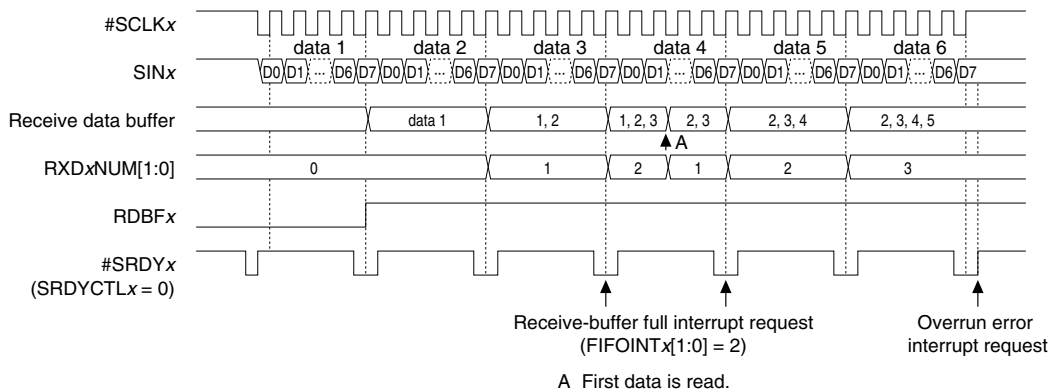 #SCLKx
data 1 data 2 data 3 data 4 data 5 data 6
SINx
D0 D1 ... D6 D7 D0 D1 ... D6 D7 D0 D1 ... D6 D7 D0 D1 ... D6 D7 D0 D1 ... D6 D7 D0 D1 ... D6 D7
Receive data buffer
data 1 1, 2 1, 2, 3 2, 3 2, 3, 4 2, 3, 4, 5
A
RXDxNUM[1:0]
0 1 2 1 2 3
RDBFx
#SRDYx
(SRDYCTLx = 0)
Receive-buffer full interrupt request
(FIFOINTx[1:0] = 2)
Overrun error
interrupt request
A First data is read.